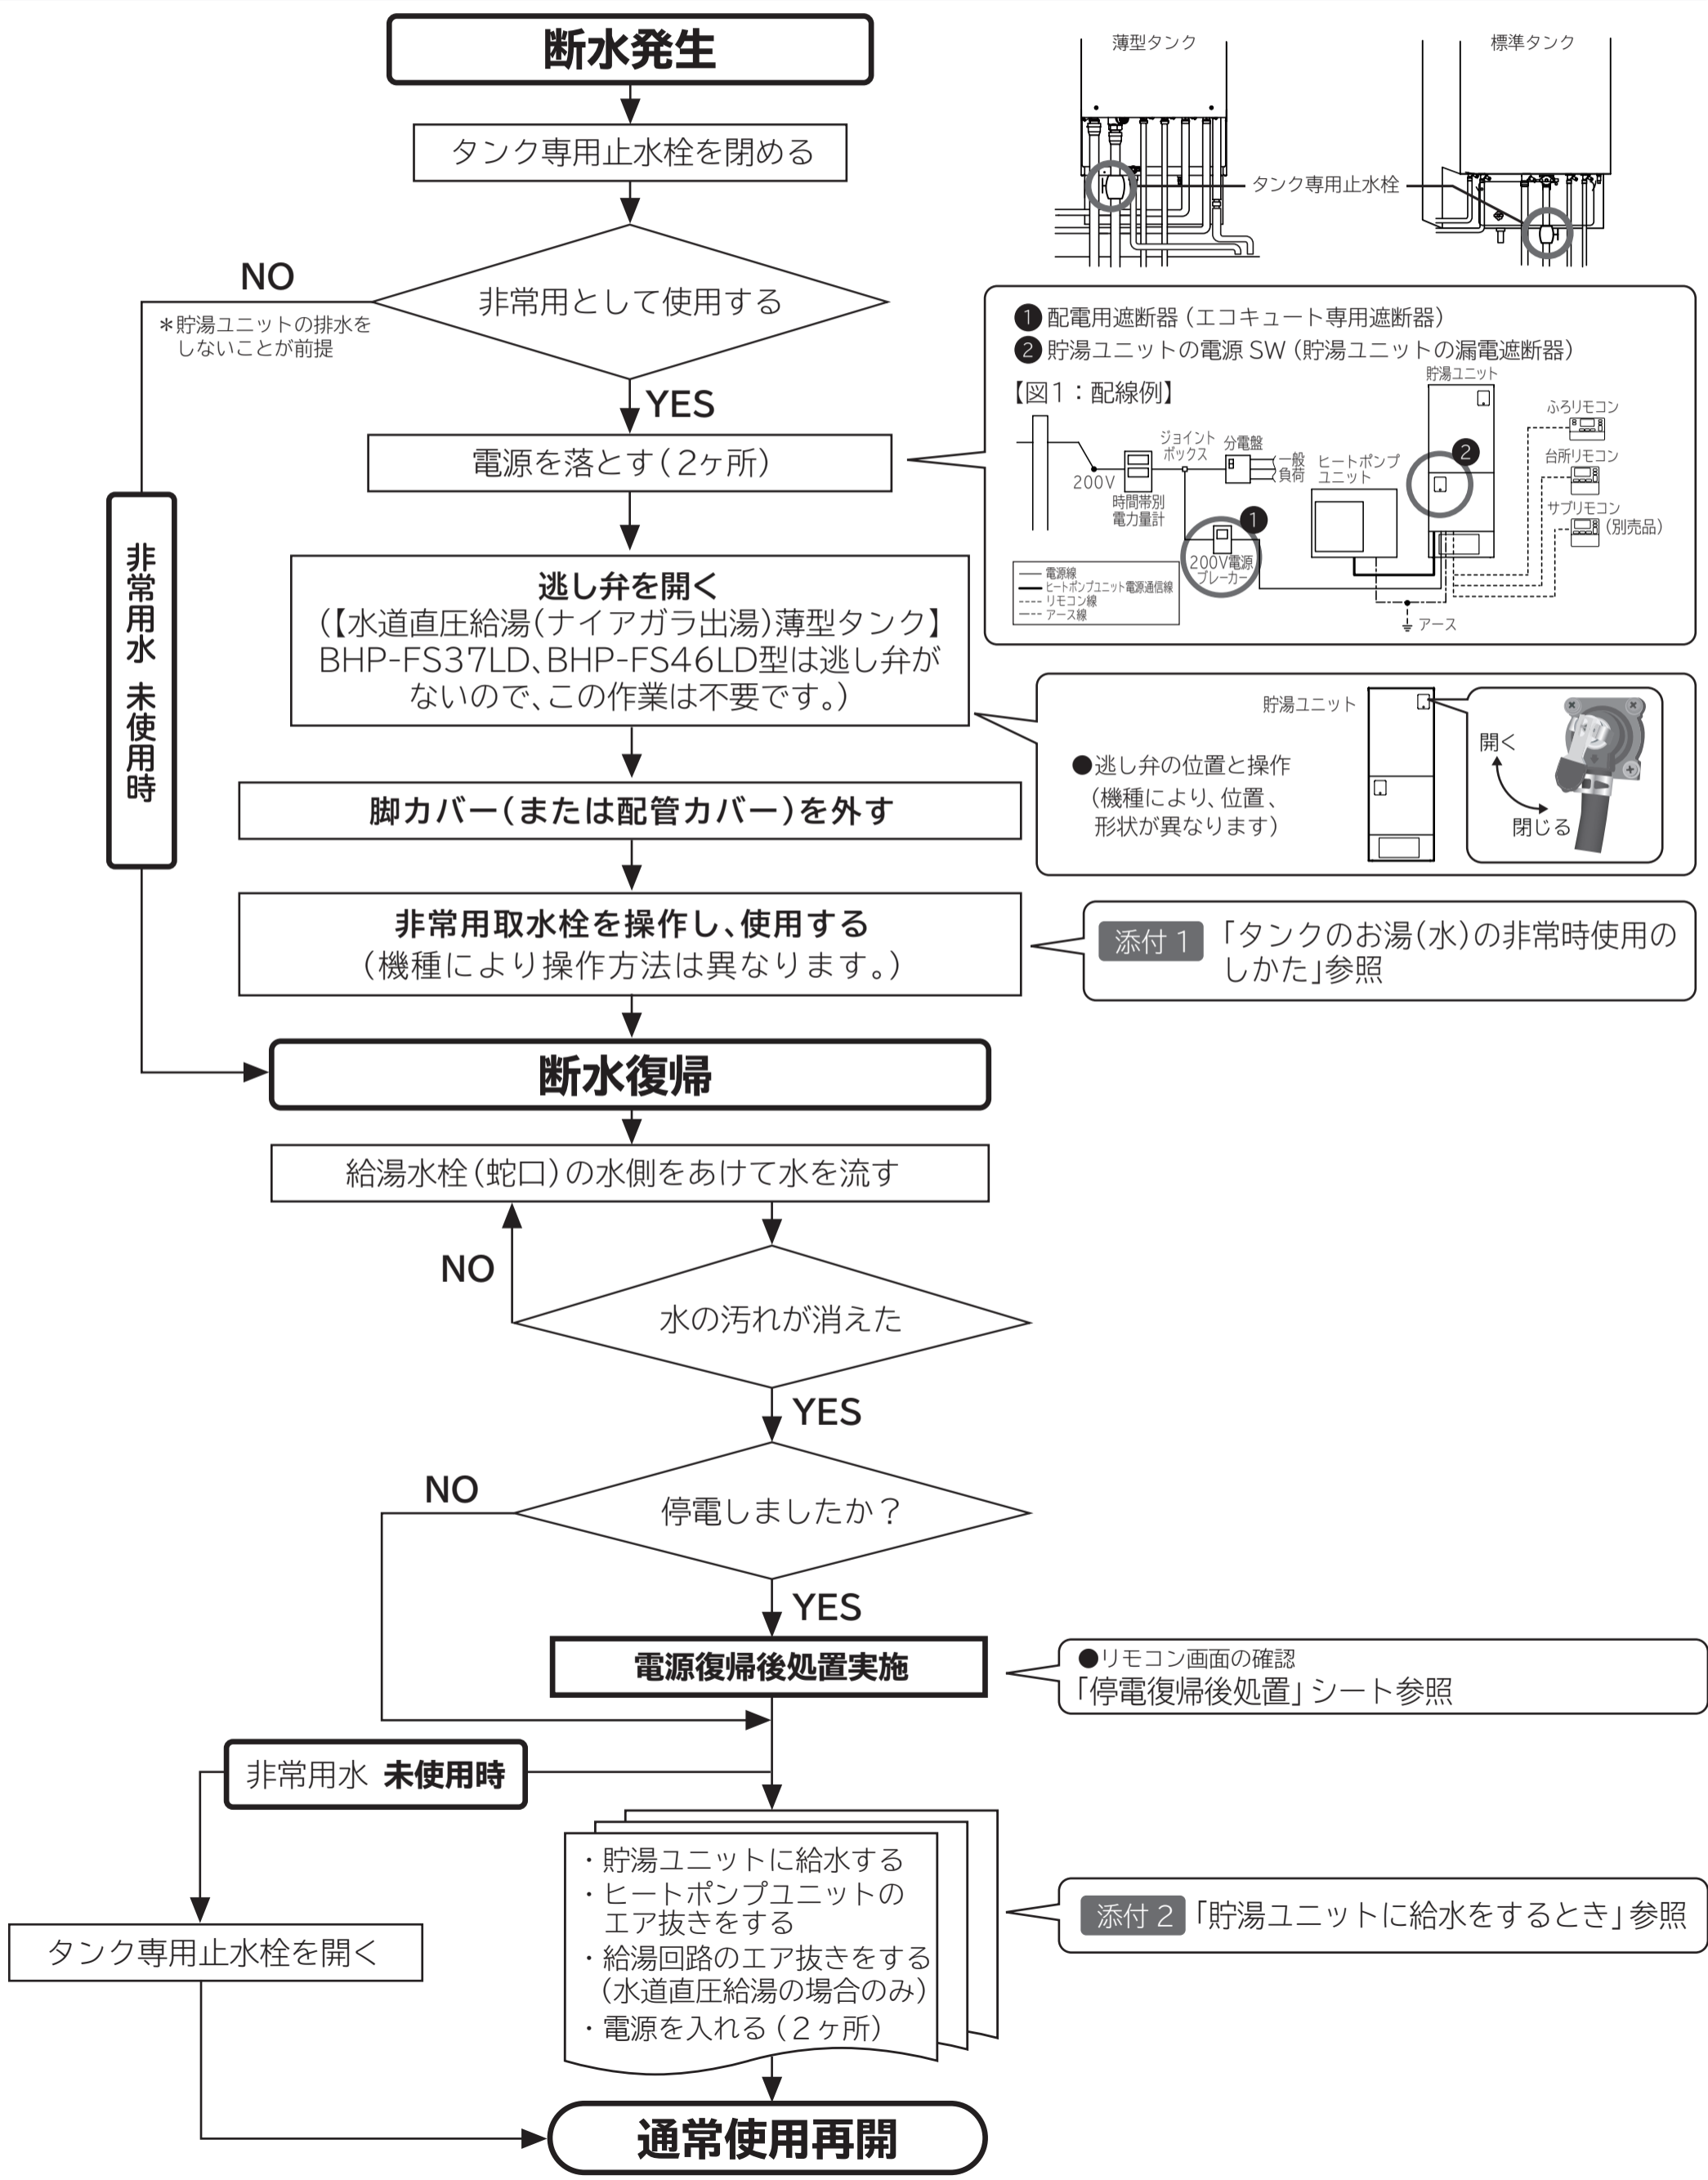 断水発生
タンク専用止水栓を閉める
薄型タンク
標準タンク
タンク専用止水栓
非常用として使用する
NO
＊貯湯ユニットの排水を
しないことが前提
YES
非常用水 未使用時
電源を落とす（2ヶ所）
❶配電用遮断器（エコキュート専用遮断器）
❷貯湯ユニットの電源 SW（貯湯ユニットの漏電遮断器）
【図1：配線例】
貯湯ユニット
ふろリモコン
台所リモコン
サブリモコン
（別売品）
ジョイント
ボックス
分電盤
一般
負荷
ヒートポンプ
ユニット
200V
時間帯別
電力量計
❶
❷
200V電源
ブレーカー
電源線
ヒートポンプユニット電源通信線
リモコン線
アース線
アース
逃し弁を開く
（【水道直圧給湯（ナイアガラ出湯）薄型タンク】
BHP-FS37LD、BHP-FS46LD型は逃し弁が
ないので、この作業は不要です。）
貯湯ユニット
●逃し弁の位置と操作
（機種により、位置、
形状が異なります）
開く
閉じる
脚カバー（または配管カバー）を外す
非常用取水栓を操作し、使用する
（機種により操作方法は異なります。）
添付 1 「タンクのお湯（水）の非常時使用の
しかた」参照
断水復帰
給湯水栓（蛇口）の水側をあけて水を流す
NO
水の汚れが消えた
YES
NO
停電しましたか？
YES
電源復帰後処置実施
●リモコン画面の確認
「停電復帰後処置」シート参照
非常用水 未使用時
・貯湯ユニットに給水する
・ヒートポンプユニットの
エア抜きをする
・給湯回路のエア抜きをする
（水道直圧給湯の場合のみ）
・電源を入れる（2ヶ所）
添付 2 「貯湯ユニットに給水をするとき」参照
タンク専用止水栓を開く
通常使用再開